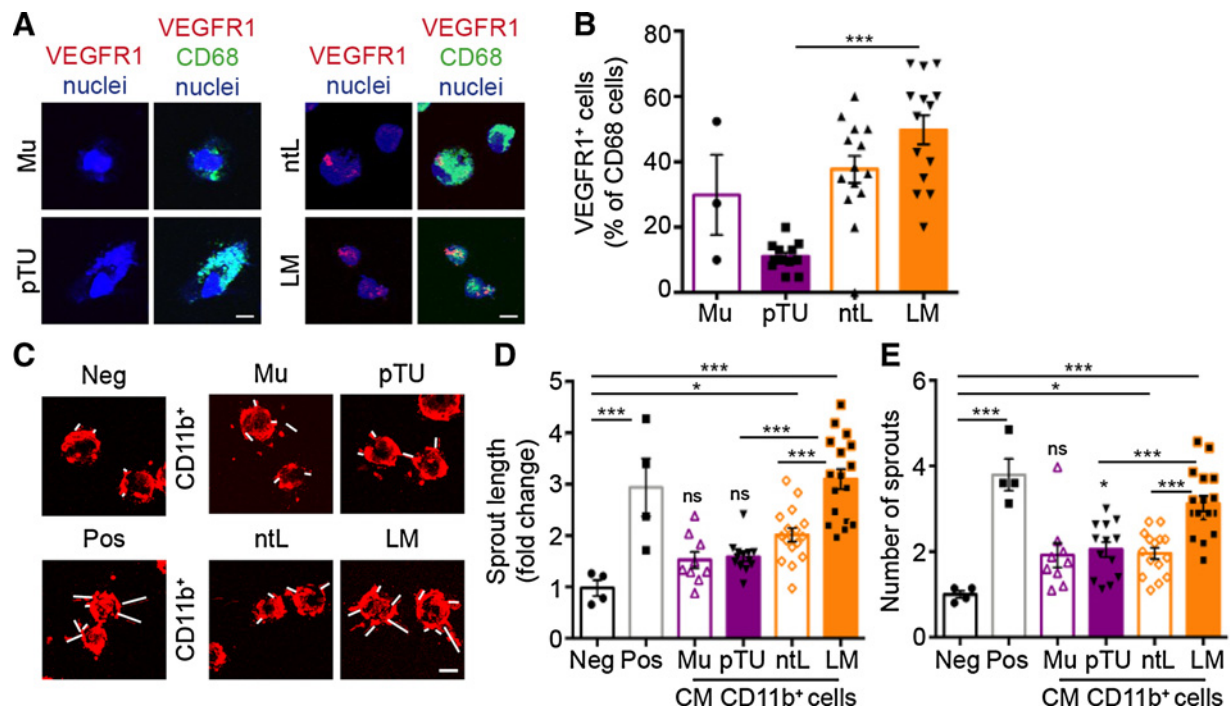 A
VEGFR1
VEGFR1 CD68
nuclei nuclei
VEGFR1
VEGFR1 CD68
nuclei nuclei
Mu
pTU
ntL
LM
B
VEGFR1⁺ cells
(% of CD68 cells)
80
60
40
20
0
***
Mu pTU ntL LM
C
Neg Mu pTU
CD11b⁺
Pos ntL LM
CD11b⁺
D
Sprout length
(fold change)
5
4
3
2
1
0
***
*
***
***
***
ns ns
Neg Pos Mu pTU ntL LM
CM CD11b⁺ cells
E
Number of sprouts
6
4
2
0
***
*
***
ns
***
*
***
Neg Pos Mu pTU ntL LM
CM CD11b⁺ cells